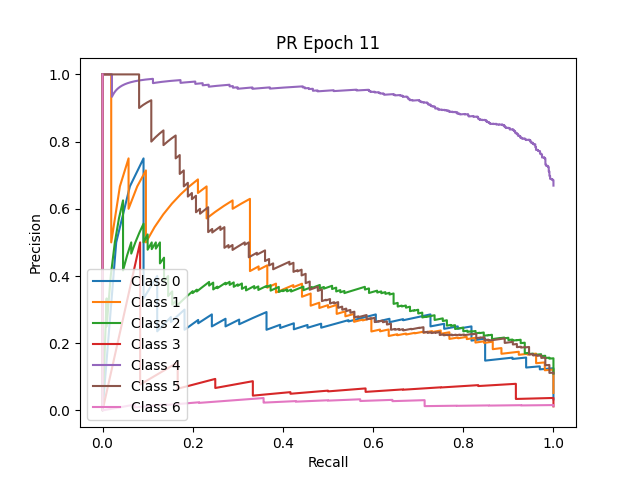 PR Epoch 11
1.0
0.8
0.6
0.4
0.2
0.0
Precision
Class 0
Class 1
Class 2
Class 3
Class 4
Class 5
Class 6
0.0 0.2 0.4 0.6 0.8 1.0
Recall